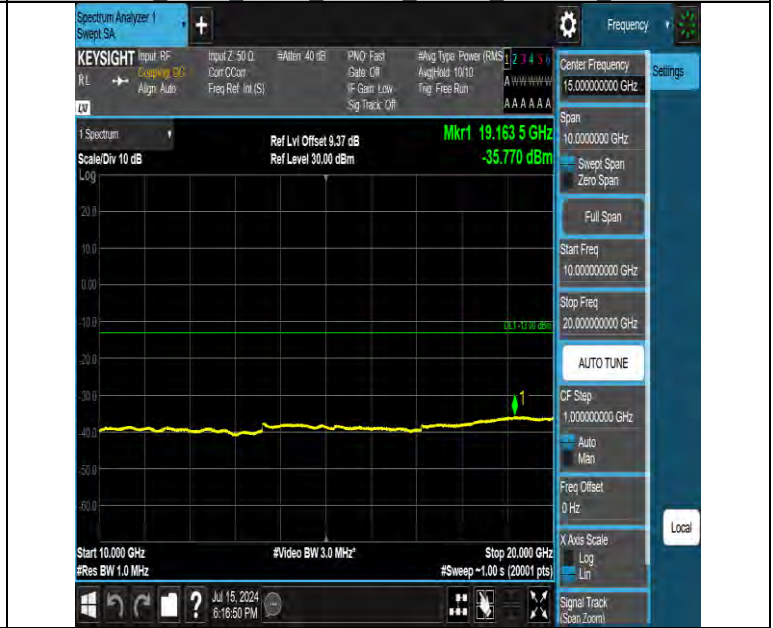 Spectrum Analyzer 1
Swept SA
+
Frequency
KEYSIGHT
RL
Input: RF
Coupling: DC
Align: Auto
Input Z: 50 Ω
Corr CCorr
Freq Ref: Int (S)
#Atten: 40 dB
PNO: Fast
Gate: Off
IF Gain: Low
Sig Track: Off
#Avg Type: Power (RMS
Avg|Hold: 10/10
Trig: Free Run
1 2 3 4 5 6
A W W W W W
A A A A A A
1 Spectrum
Scale/Div 10 dB
Log
Ref Lvl Offset 9.37 dB
Ref Level 30.00 dBm
Mkr1 19.163 5 GHz
-35.770 dBm
20.0
10.0
0.00
-10.0
DL1 -13.00 dBm
-20.0
-30.0
1
-40.0
-50.0
-60.0
Start 10.000 GHz
#Res BW 1.0 MHz
#Video BW 3.0 MHz*
Stop 20.000 GHz
#Sweep ~1.00 s (20001 pts)
?
Jul 15, 2024
6:16:50 PM
Center Frequency
15.00000000 GHz
Settings
Span
10.0000000 GHz
Swept Span
Zero Span
Full Span
Start Freq
10.000000000 GHz
Stop Freq
20.000000000 GHz
AUTO TUNE
CF Step
1.000000000 GHz
Auto
Man
Freq Offset
0 Hz
X Axis Scale
Log
Lin
Local
Signal Track
(Span Zoom)